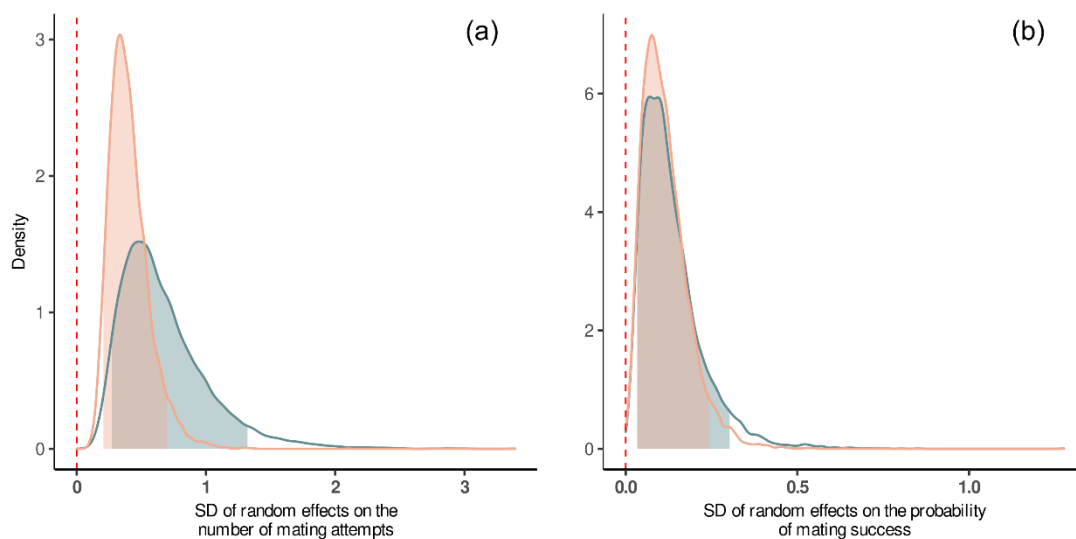 (a)
Density
3
2
1
0
0
1
2
3
SD of random effects on the
number of mating attempts
(b)
6
4
2
0
0.0
0.5
1.0
SD of random effects on the probability
of mating success